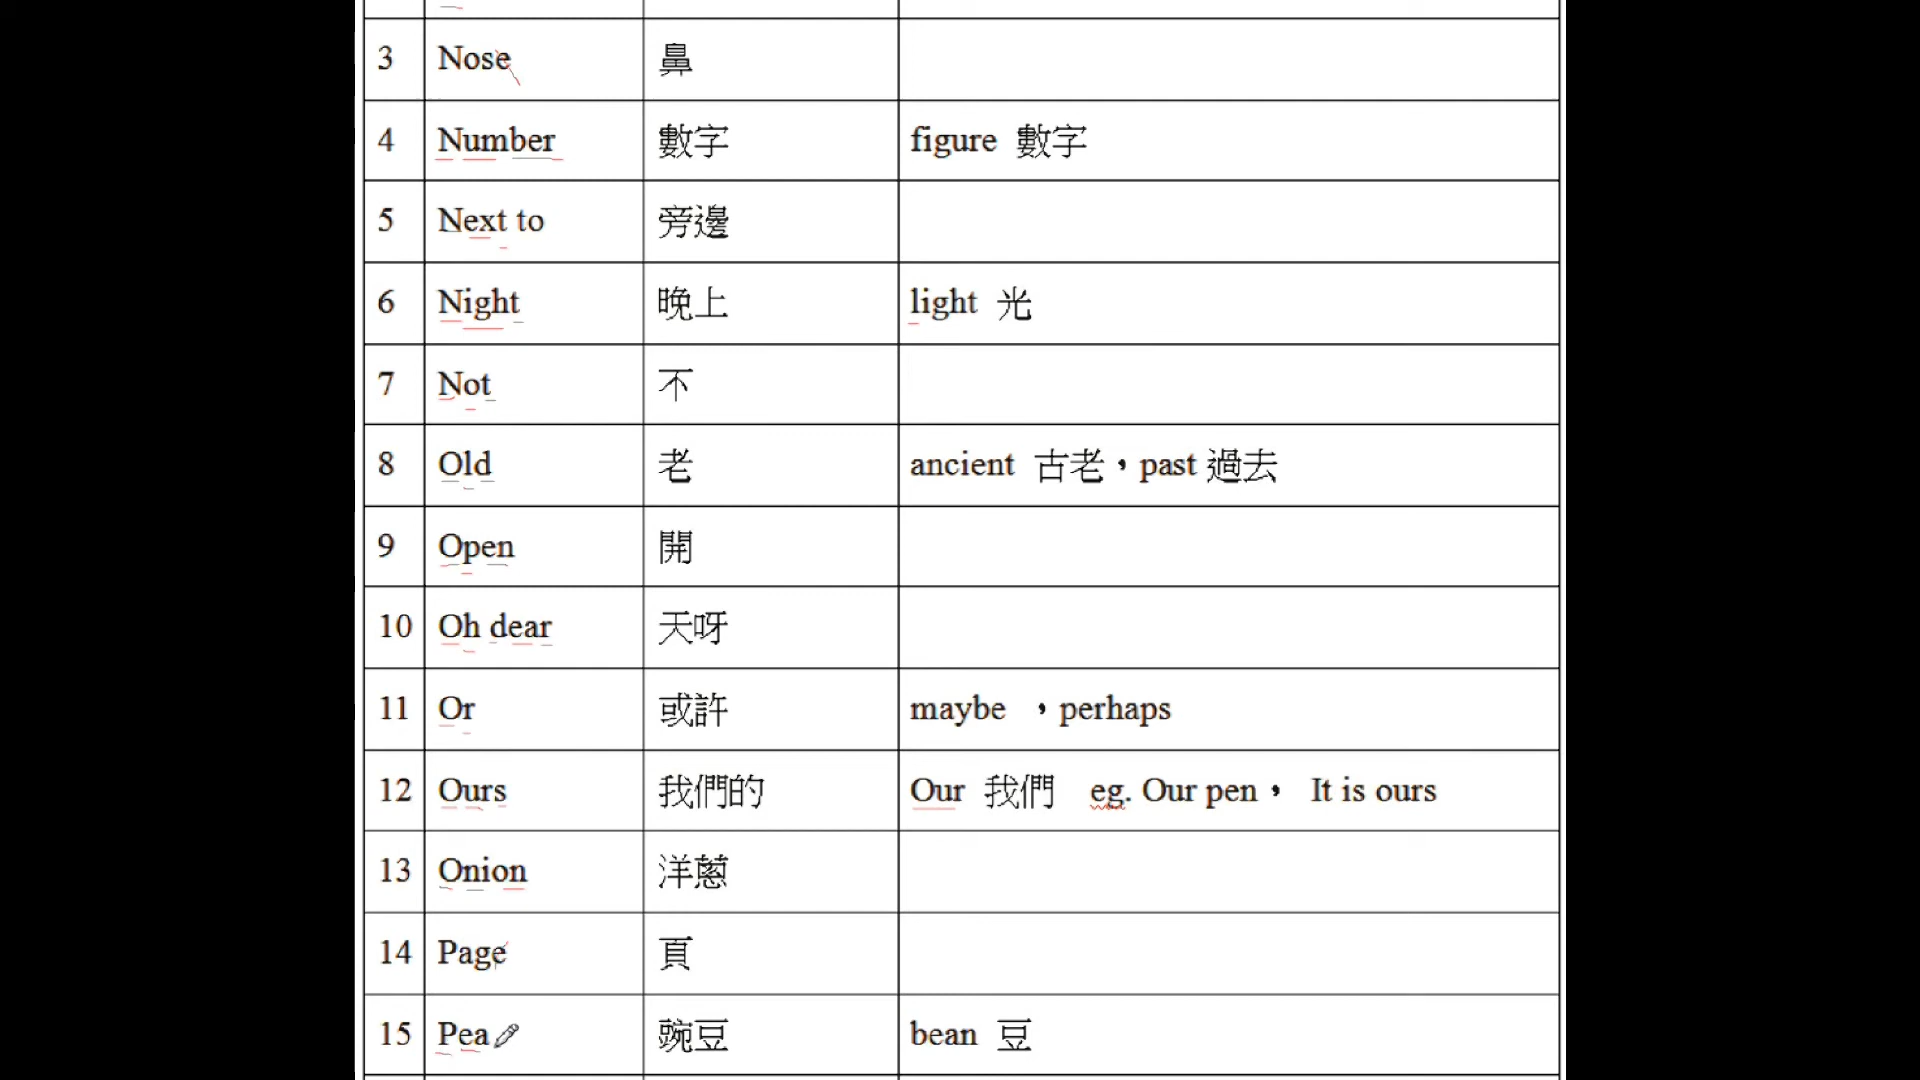 3 Nose 鼻
4 Number 數字 figure 數字
5 Next to 旁邊
6 Night 晚上 light 光
7 Not 不
8 Old 老 ancient 古老，past 過去
9 Open 開
10 Oh dear 天呀
11 Or 或許 maybe ，perhaps
12 Ours 我們的 Our 我們 eg. Our pen， It is ours
13 Onion 洋蔥
14 Page 頁
15 Pea 豌豆 bean 豆